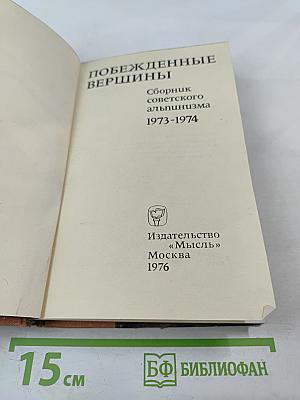 ПОБЕЖДЕННЫЕ
ВЕРШИНЫ
Сборник
советского
альпинизма
1973-1974
Издательство
«Мысль»
Москва
1976
15 см
БФ БИБЛИОФАН